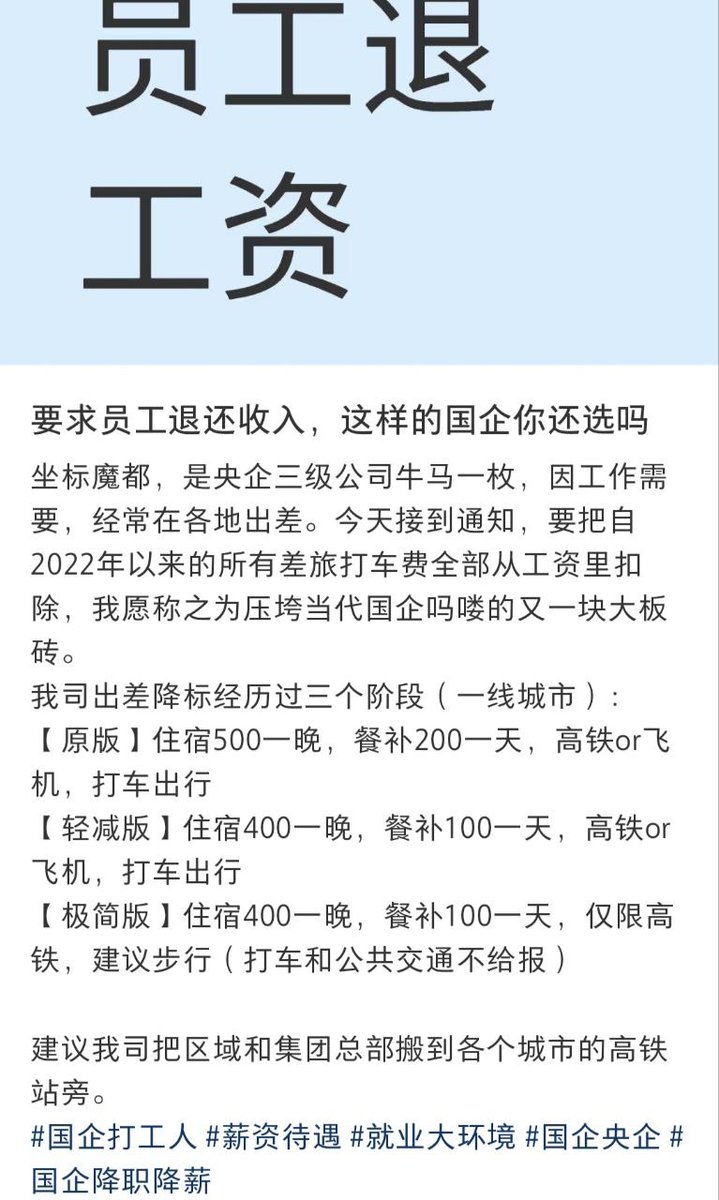 员工退
工资
要求员工退还收入，这样的国企你还选吗
坐标魔都，是央企三级公司牛马一枚，因工作需
要，经常在各地出差。今天接到通知，要把自
2022年以来的所有差旅打车费全部从工资里扣
除，我愿称之为压垮当代国企吗喽的又一块大板
砖。
我司出差降标经历过三个阶段（一线城市）：
【原版】住宿500一晚，餐补200一天，高铁or飞
机，打车出行
【轻减版】住宿400一晚，餐补100一天，高铁or
飞机，打车出行
【极简版】住宿400一晚，餐补100一天，仅限高
铁，建议步行（打车和公共交通不给报）
建议我司把区域和集团总部搬到各个城市的高铁
站旁。
#国企打工人 #薪资待遇 #就业大环境 #国企央企 #
国企降职降薪